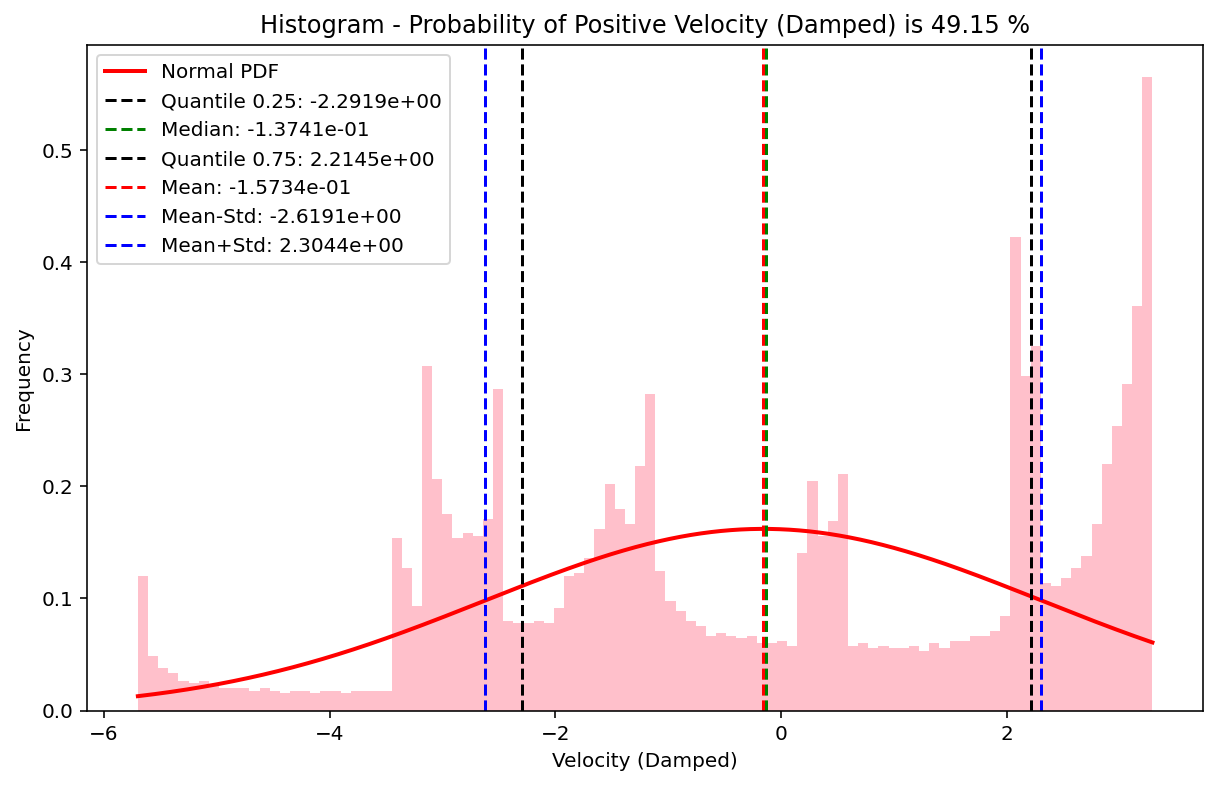 Histogram - Probability of Positive Velocity (Damped) is 49.15 %
Normal PDF
Quantile 0.25: -2.2919e+00
Median: -1.3741e-01
Quantile 0.75: 2.2145e+00
Mean: -1.5734e-01
Mean-Std: -2.6191e+00
Mean+Std: 2.3044e+00
Frequency
0.5
0.4
0.3
0.2
0.1
0.0
−6 −4 −2 0 2
Velocity (Damped)